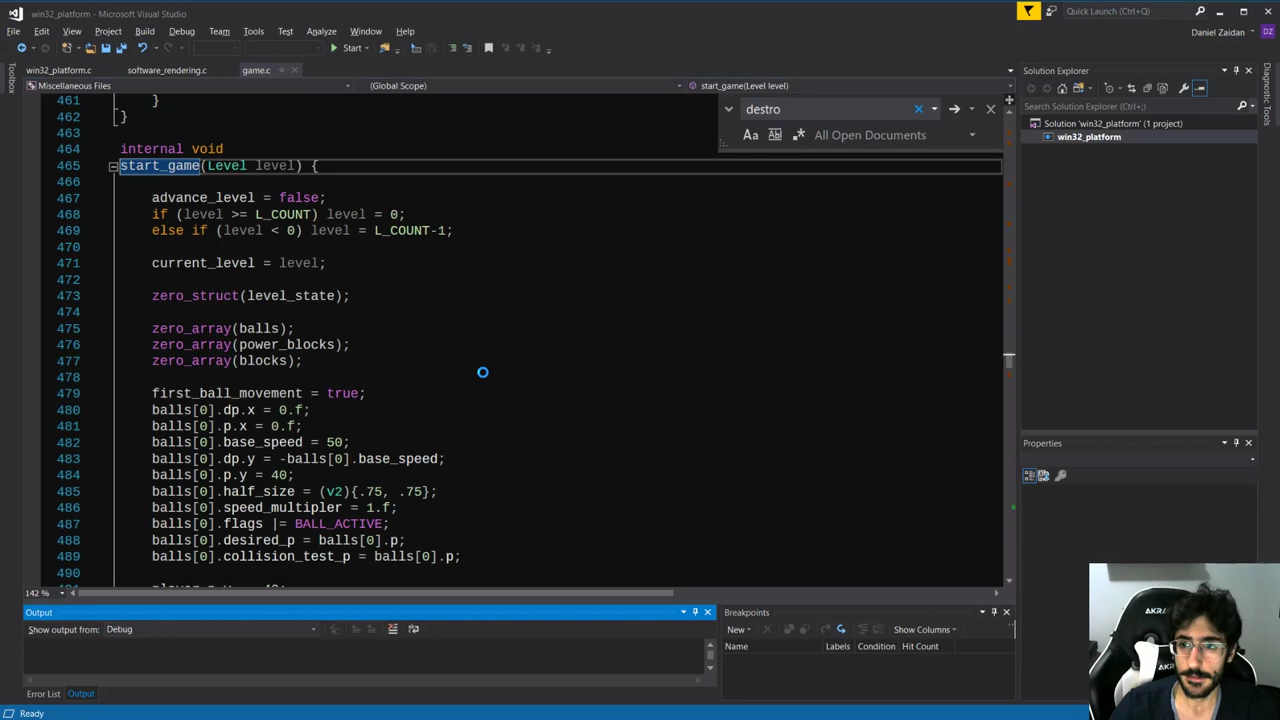 win32_platform - Microsoft Visual Studio
Quick Launch (Ctrl+Q)
File Edit View Project Build Debug Team Tools Test Analyze Window Help
Daniel Zaidan DZ
Start
Toolbox
win32_platform.c software_rendering.c game.c
Miscellaneous Files (Global Scope) start_game(Level level)
destro
Aa Ab All Open Documents
461 }
462 }
463
464 internal void
465 start_game(Level level) {
466
467 advance_level = false;
468 if (level >= L_COUNT) level = 0;
469 else if (level < 0) level = L_COUNT-1;
470
471 current_level = level;
472
473 zero_struct(level_state);
474
475 zero_array(balls);
476 zero_array(power_blocks);
477 zero_array(blocks);
478
479 first_ball_movement = true;
480 balls[0].dp.x = 0.f;
481 balls[0].p.x = 0.f;
482 balls[0].base_speed = 50;
483 balls[0].dp.y = -balls[0].base_speed;
484 balls[0].p.y = 40;
485 balls[0].half_size = (v2){.75, .75};
486 balls[0].speed_multipler = 1.f;
487 balls[0].flags |= BALL_ACTIVE;
488 balls[0].desired_p = balls[0].p;
489 balls[0].collision_test_p = balls[0].p;
490
142 %
Solution Explorer
Search Solution Explorer (Ctrl+;)
Solution 'win32_platform' (1 project)
win32_platform
Diagnostic Tools
Properties
Output
Show output from: Debug
Breakpoints
New Show Columns
Name Labels Condition Hit Count
Error List Output
Ready
AKRA